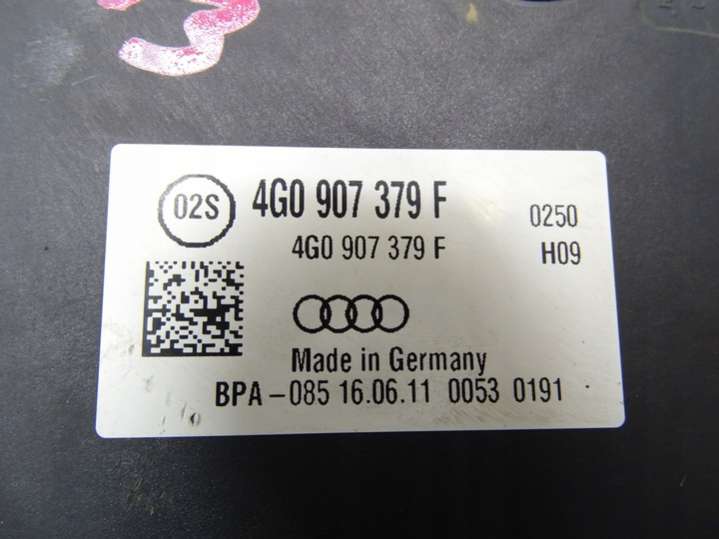 02S 4G0 907 379 F 0250
4G0 907 379 F H09
Made in Germany
BPA-085 16.06.11 0053 0191